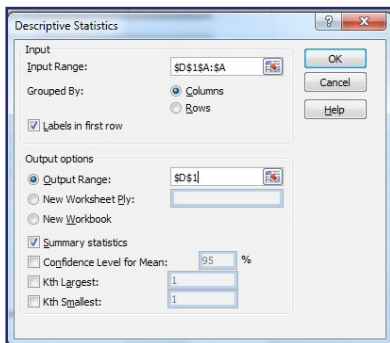 Descriptive Statistics
Input
Input Range: $D$1$A:$A
Grouped By: Columns
Rows
Labels in first row
Output options
Output Range: $D$1
New Worksheet Ply:
New Workbook
Summary statistics
Confidence Level for Mean: 95 %
Kth Largest: 1
Kth Smallest: 1
OK
Cancel
Help